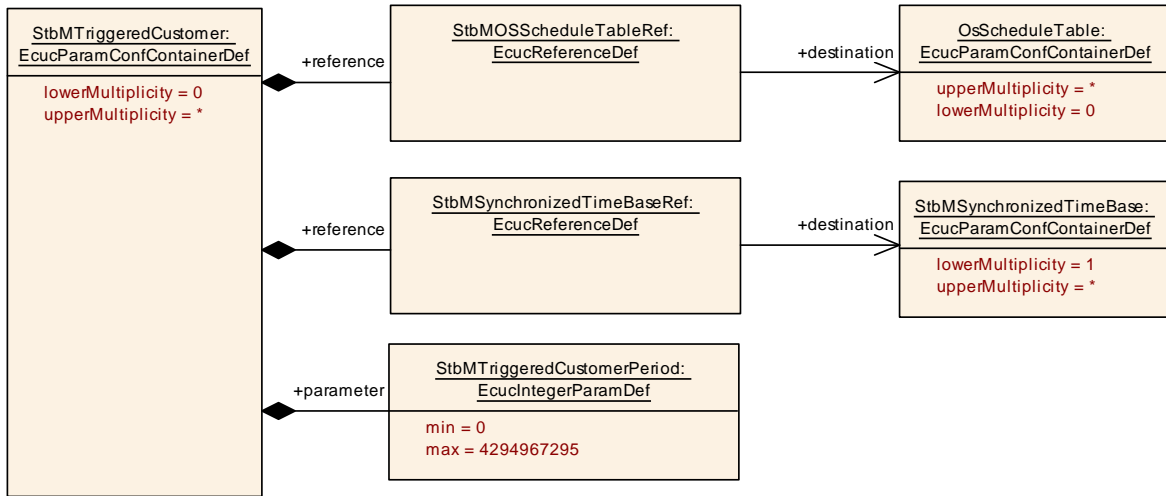 StbMTriggeredCustomer:
EcucParamConfContainerDef
lowerMultiplicity = 0
upperMultiplicity = *
+reference
StbMOSScheduleTableRef:
EcucReferenceDef
+destination
OsScheduleTable:
EcucParamConfContainerDef
upperMultiplicity = *
lowerMultiplicity = 0
+reference
StbMSynchronizedTimeBaseRef:
EcucReferenceDef
+destination
StbMSynchronizedTimeBase:
EcucParamConfContainerDef
lowerMultiplicity = 1
upperMultiplicity = *
+parameter
StbMTriggeredCustomerPeriod:
EcucIntegerParamDef
min = 0
max = 4294967295